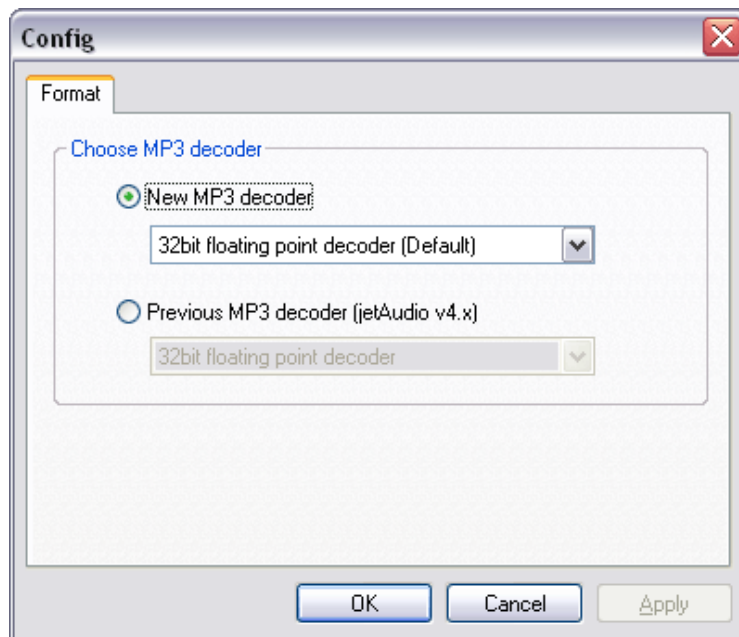 Config
Format
Choose MP3 decoder
New MP3 decoder
32bit floating point decoder (Default)
Previous MP3 decoder (jetAudio v4.x)
32bit floating point decoder
OK Cancel Apply